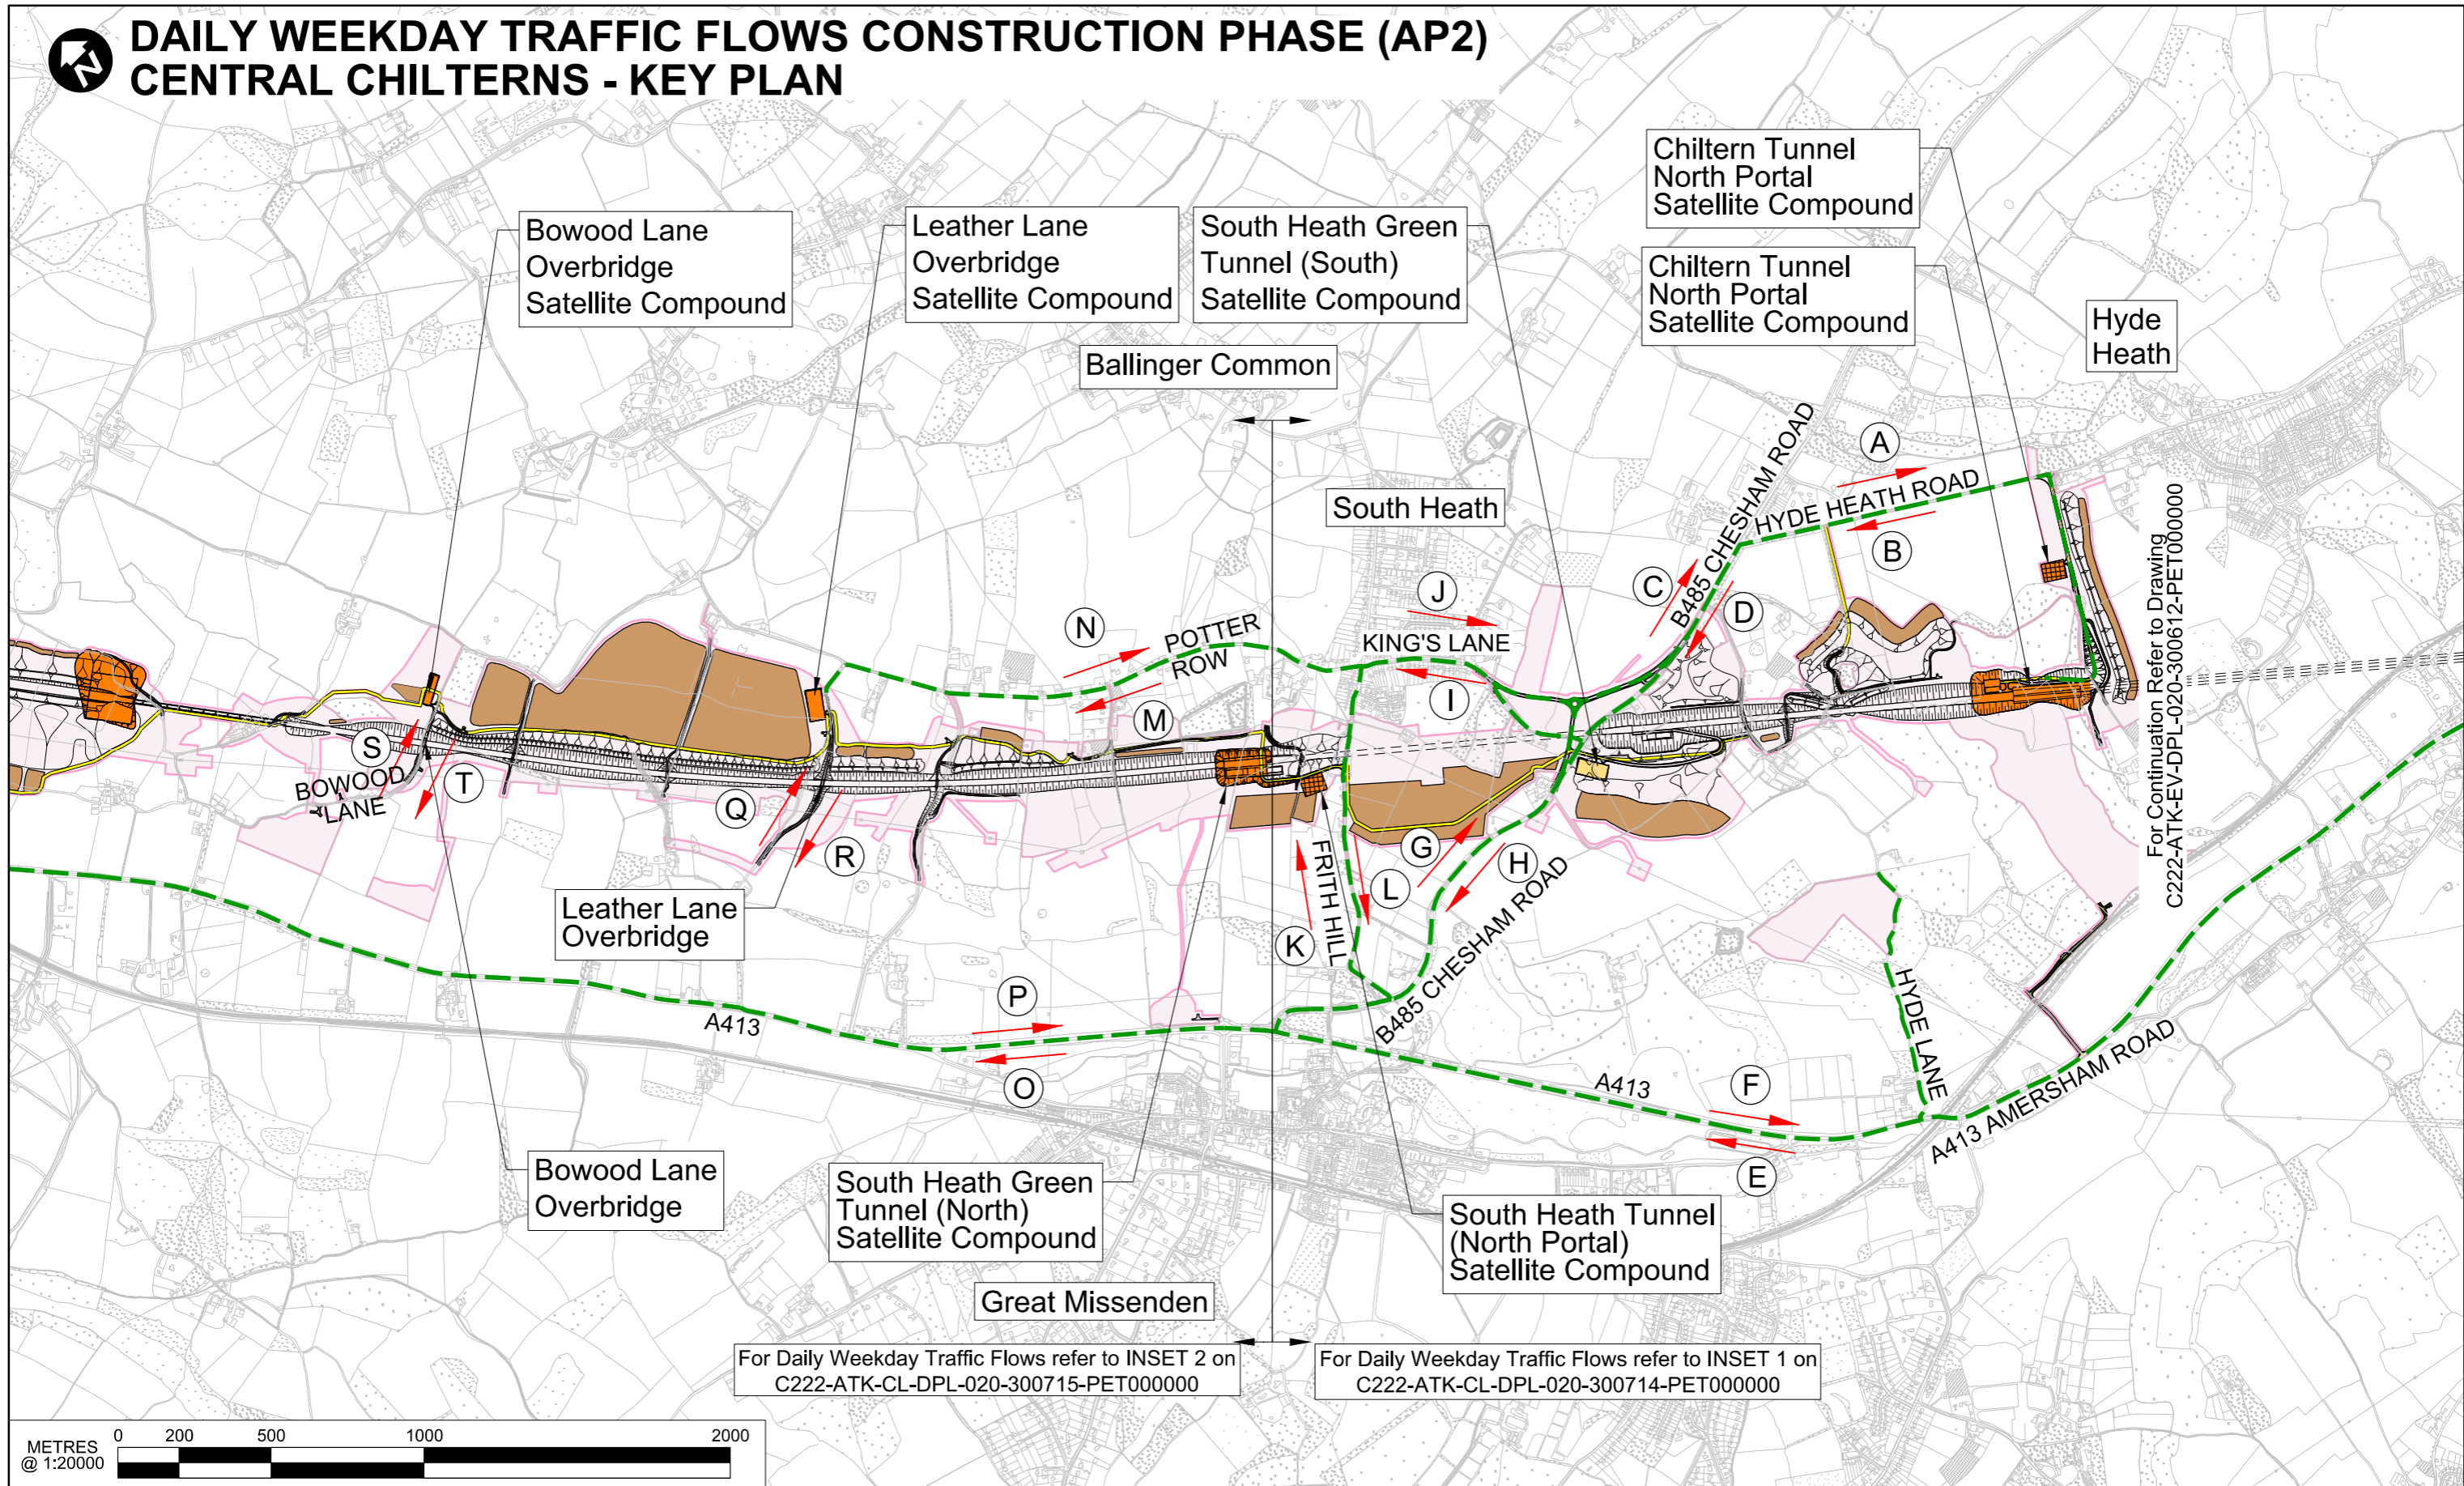 DAILY WEEKDAY TRAFFIC FLOWS CONSTRUCTION PHASE (AP2)
CENTRAL CHILTERNS - KEY PLAN
N
Chiltern Tunnel
North Portal
Satellite Compound
Bowood Lane
Overbridge
Satellite Compound
Leather Lane
Overbridge
Satellite Compound
South Heath Green
Tunnel (South)
Satellite Compound
Chiltern Tunnel
North Portal
Satellite Compound
Hyde
Heath
Ballinger Common
South Heath
A
HYDE HEATH ROAD
B
B485 CHESHAM ROAD
C
D
J
KING'S LANE
I
N
POTTER
ROW
M
S
BOWOOD
LANE
T
Q
R
G
H
L
K
FRITH HILL
B485 CHESHAM ROAD
Leather Lane
Overbridge
For Continuation Refer to Drawing
C222-ATK-EV-DPL-020-300612-PET000000
HYDE LANE
P
A413
O
A413
F
E
A413 AMERSHAM ROAD
Bowood Lane
Overbridge
South Heath Green
Tunnel (North)
Satellite Compound
South Heath Tunnel
(North Portal)
Satellite Compound
Great Missenden
For Daily Weekday Traffic Flows refer to INSET 2 on
C222-ATK-CL-DPL-020-300715-PET000000
For Daily Weekday Traffic Flows refer to INSET 1 on
C222-ATK-CL-DPL-020-300714-PET000000
METRES
@ 1:20000
0 200 500 1000 2000